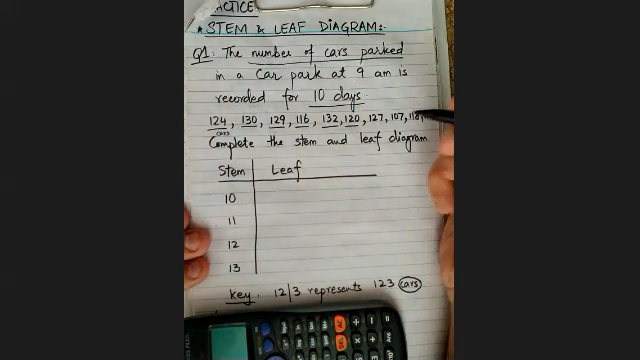 ACTICE
* STEM & LEAF DIAGRAM:-
Q1: The number of cars parked
in a Car park at 9 am is
recorded for 10 days.
124, 130, 129, 116, 132, 120, 127, 107, 118,
cars
Complete the stem and leaf diagram
Stem Leaf
10
11
12
13
Key. 12/3 represents 123 cars
AC